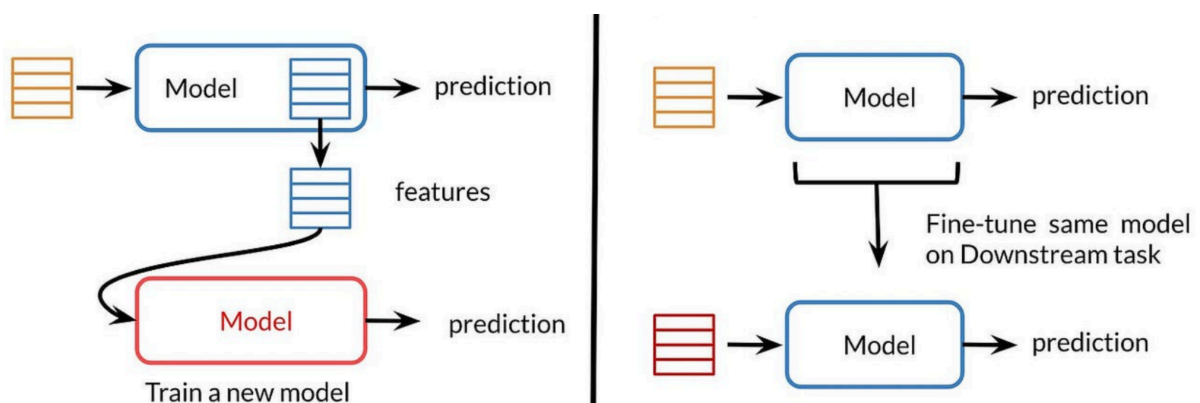 Model
prediction
features
Model
prediction
Train a new model
Model
prediction
Fine-tune same model
on Downstream task
Model
prediction